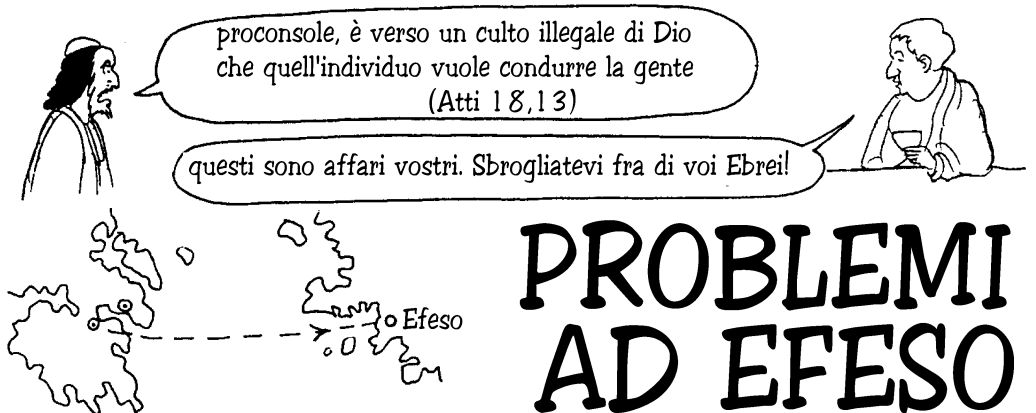 proconsole, è verso un culto illegale di Dio
che quell'individuo vuole condurre la gente
(Atti 18,13)
questi sono affari vostri. Sbrogliatevi fra di voi Ebrei!
Efeso
PROBLEMI
AD EFESO